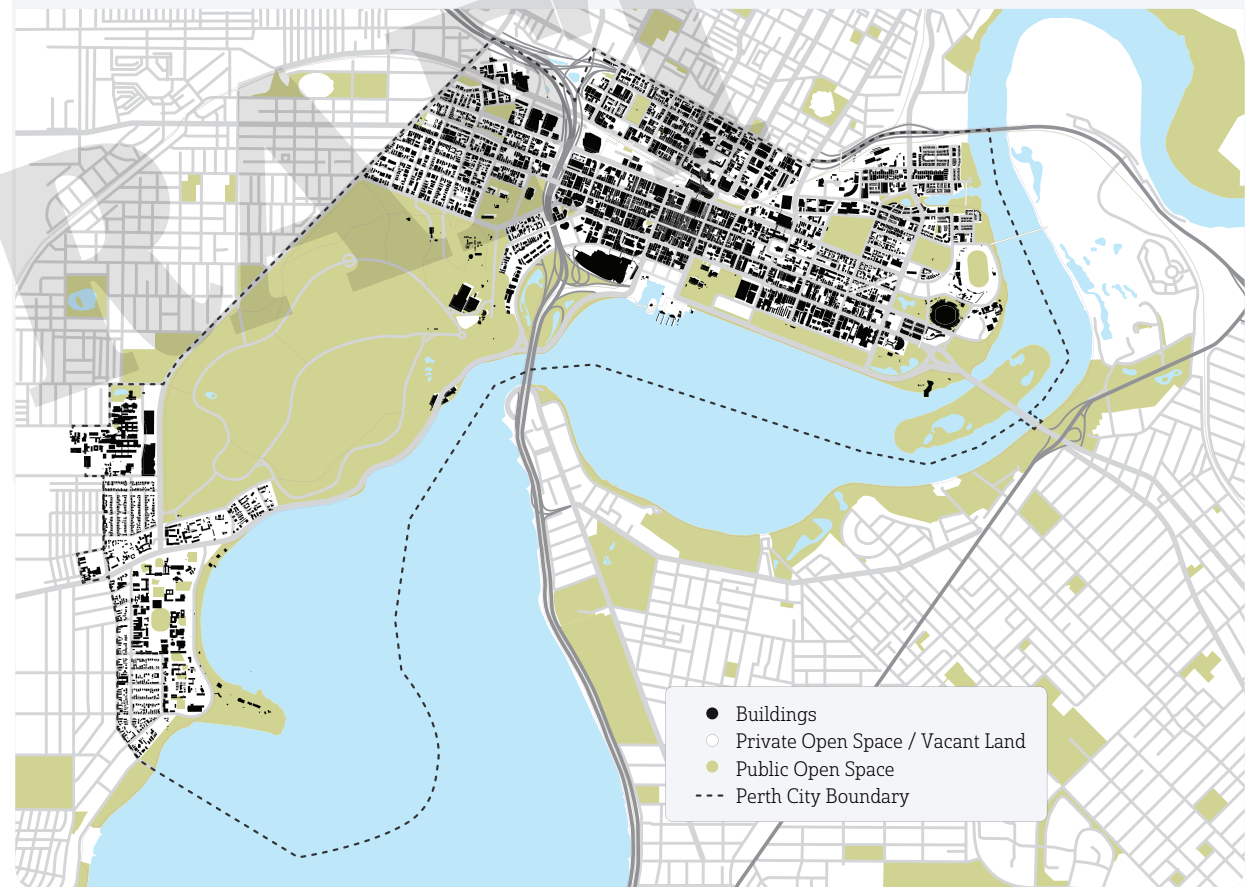 Buildings
Private Open Space / Vacant Land
Public Open Space
Perth City Boundary